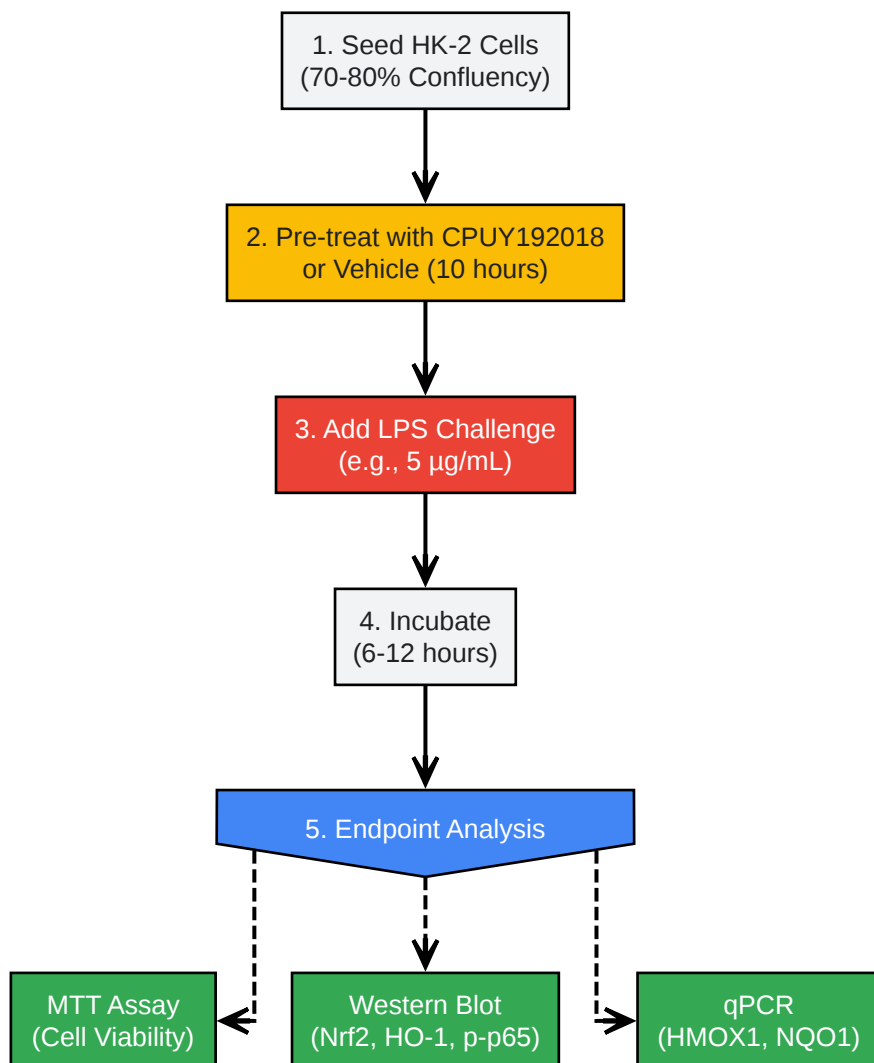 1. Seed HK-2 Cells
(70-80% Confluency)
2. Pre-treat with CPUY192018
or Vehicle (10 hours)
3. Add LPS Challenge
(e.g., 5 µg/mL)
4. Incubate
(6-12 hours)
5. Endpoint Analysis
MTT Assay
(Cell Viability)
Western Blot
(Nrf2, HO-1, p-p65)
qPCR
(HMOX1, NQO1)